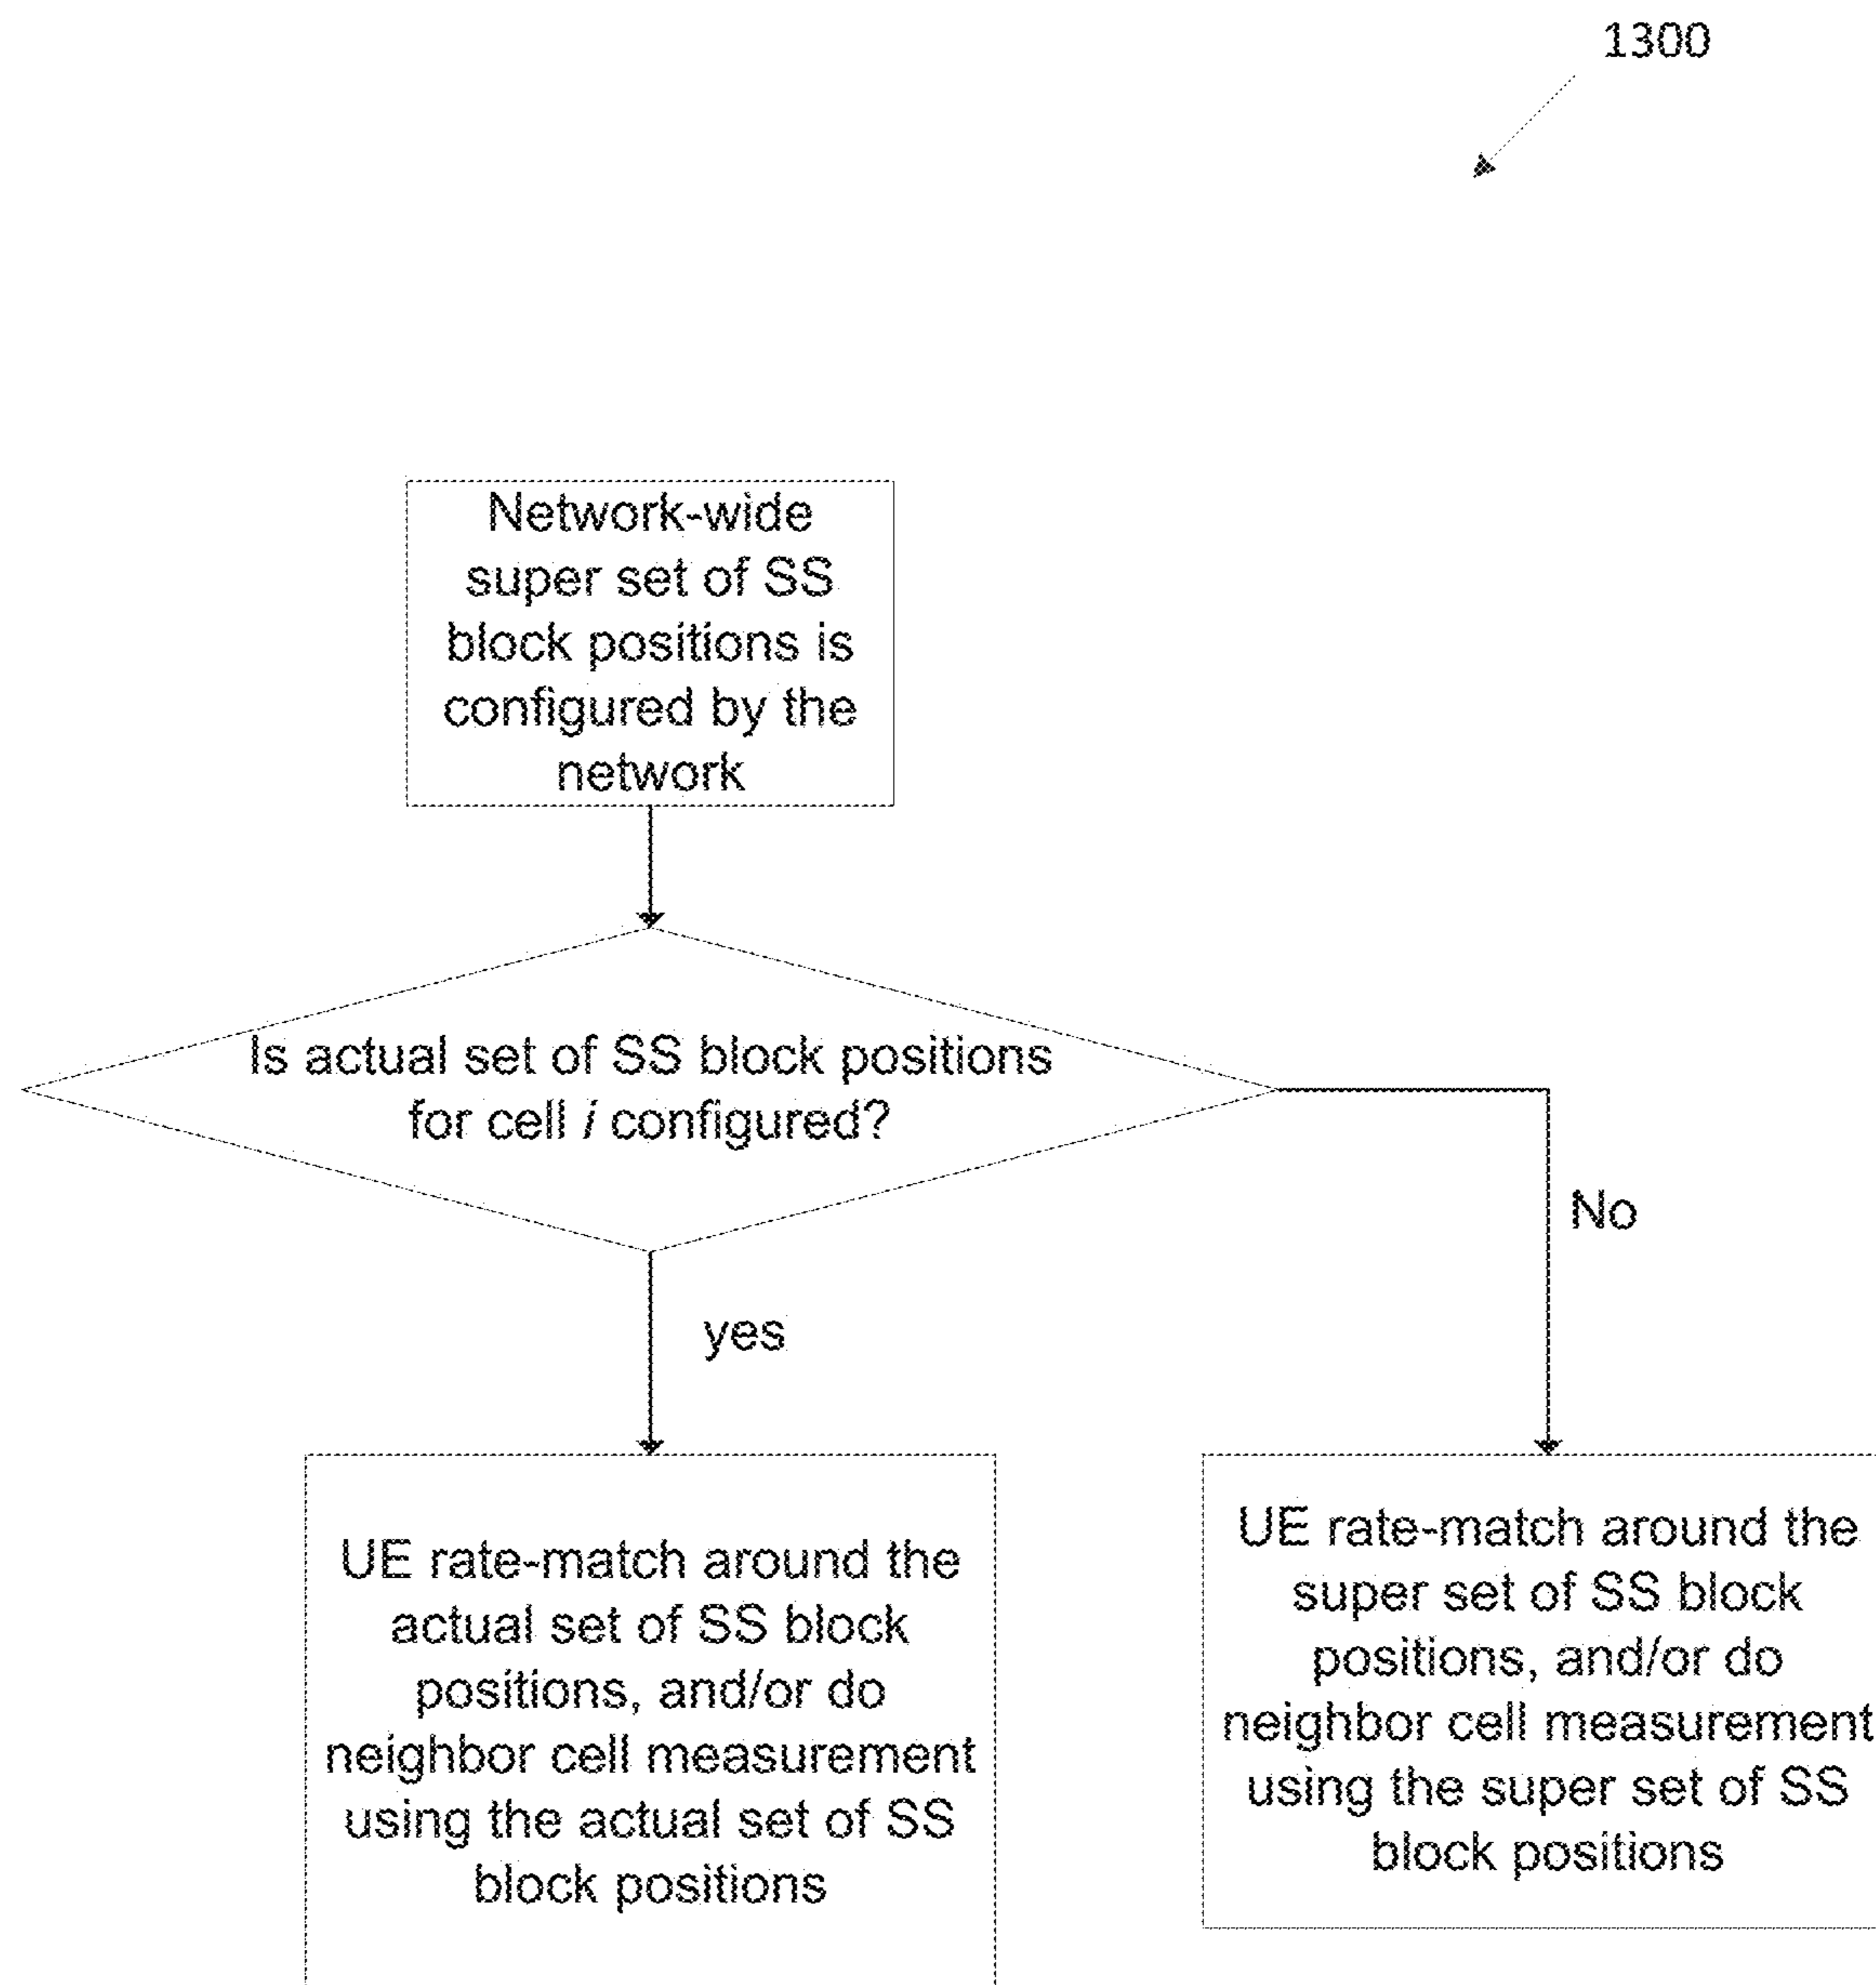 1300
Network-wide
super set of SS
block positions is
configured by the
network
Is actual set of SS block positions
for cell i configured?
No
yes
UE rate-match around the
actual set of SS block
positions, and/or do
neighbor cell measurement
using the actual set of SS
block positions
UE rate-match around the
super set of SS block
positions, and/or do
neighbor cell measurement
using the super set of SS
block positions